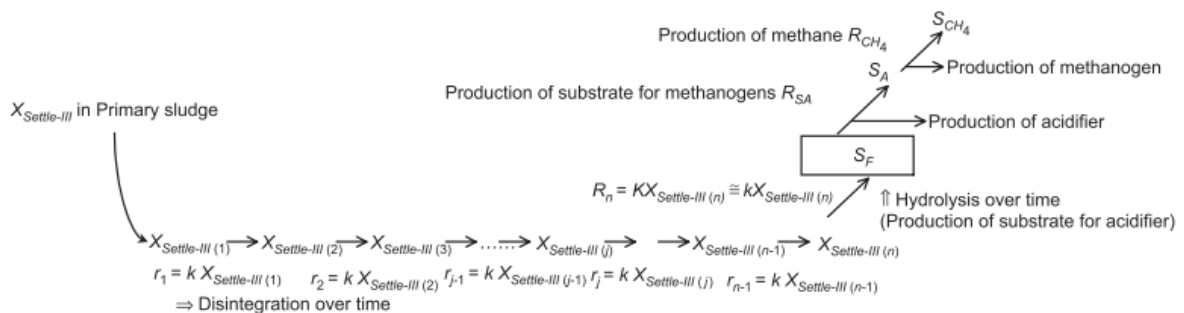 S_CH4
Production of methane R_CH4
S_A
Production of methanogen
Production of substrate for methanogens R_SA
X_Settle-III in Primary sludge
Production of acidifier
S_F
R_n = KX_Settle-III (n) ≅ kX_Settle-III (n)
⇑ Hydrolysis over time
(Production of substrate for acidifier)
X_Settle-III (1) → X_Settle-III (2) → X_Settle-III (3) → ......→ X_Settle-III (j) → → X_Settle-III (n-1) → X_Settle-III (n)
r_1 = k X_Settle-III (1) r_2 = k X_Settle-III (2) r_j-1 = k X_Settle-III (j-1) r_j = k X_Settle-III (j) r_n-1 = k X_Settle-III (n-1)
⇒ Disintegration over time